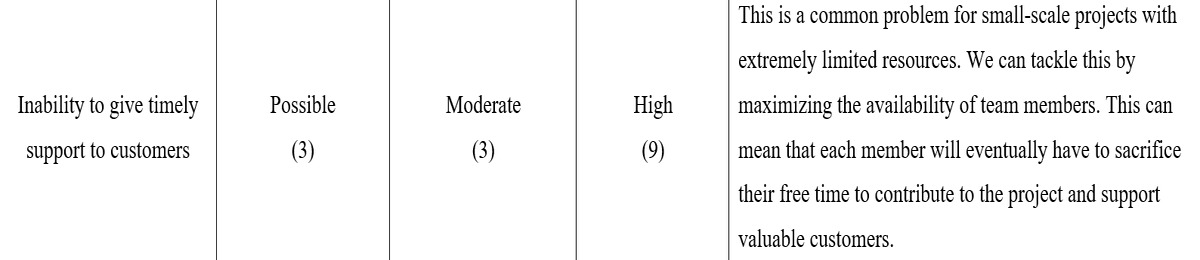 Inability to give timely
support to customers
Possible
(3)
Moderate
(3)
High
(9)
This is a common problem for small-scale projects with
extremely limited resources. We can tackle this by
maximizing the availability of team members. This can
mean that each member will eventually have to sacrifice
their free time to contribute to the project and support
valuable customers.